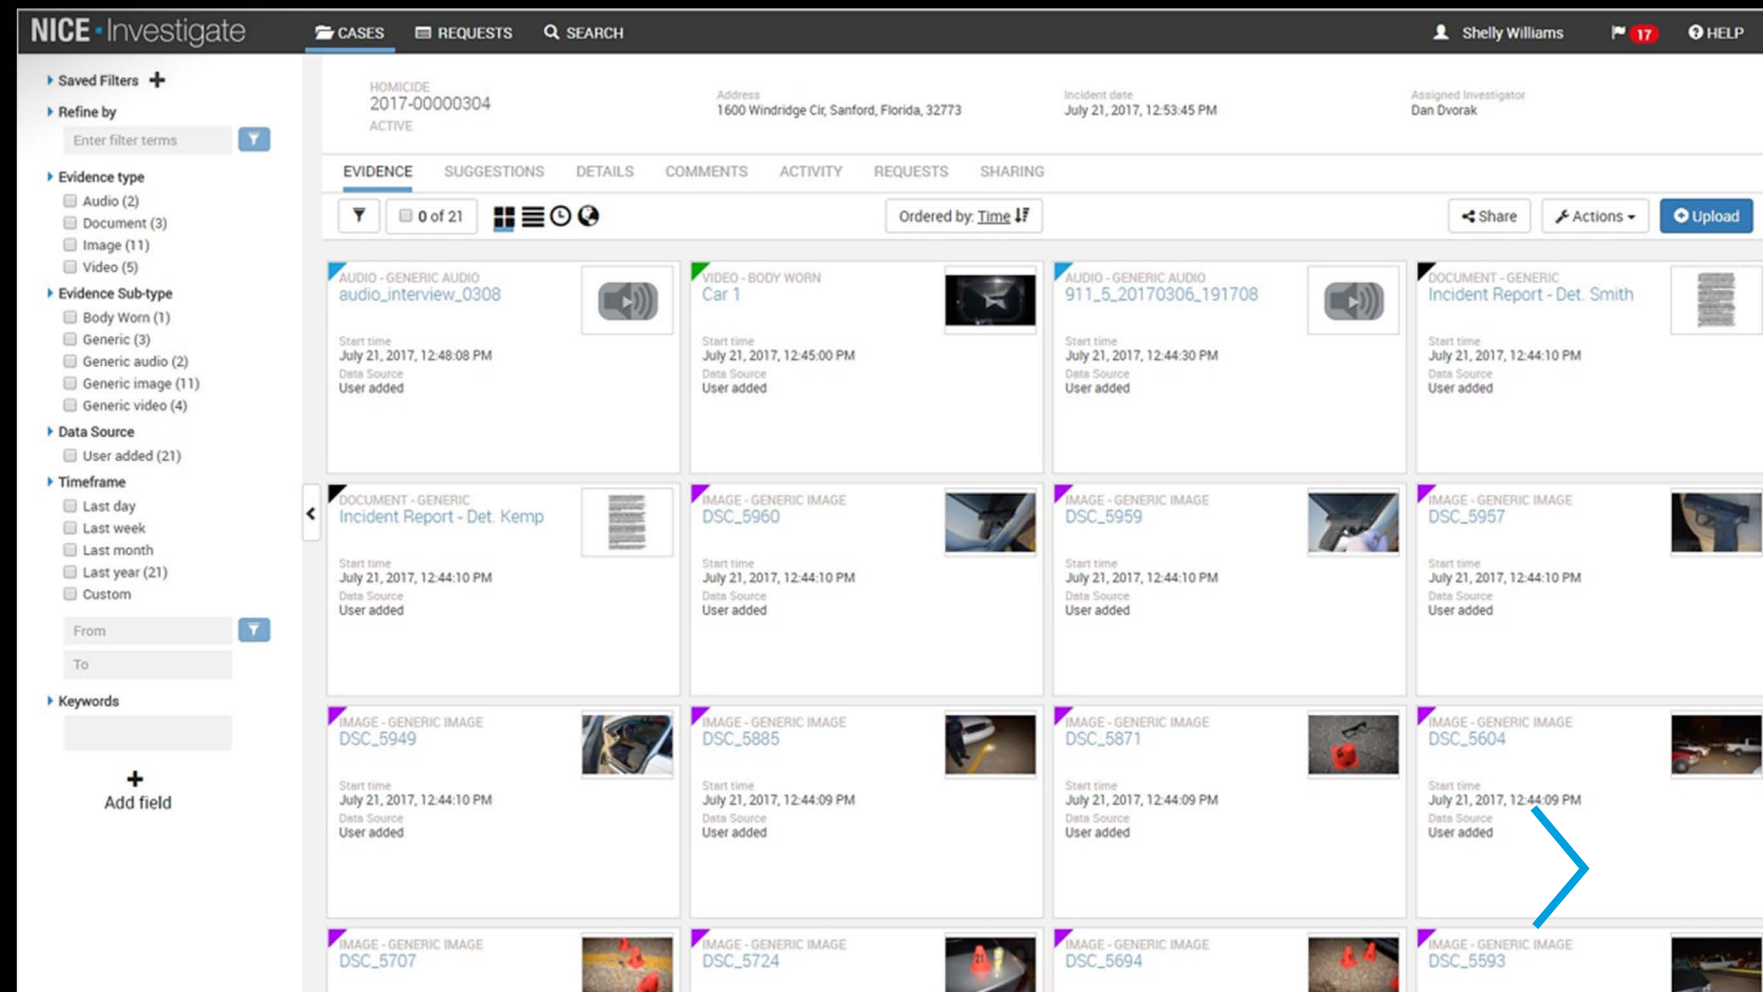 NICE Investigate
CASES
REQUESTS
SEARCH
Shelly Williams
17
HELP
Saved Filters
Refine by
Enter filter terms
Evidence type
Audio (2)
Document (3)
Image (11)
Video (5)
Evidence Sub-type
Body Worn (1)
Generic (3)
Generic audio (2)
Generic image (11)
Generic video (4)
Data Source
User added (21)
Timeframe
Last day
Last week
Last month
Last year (21)
Custom
From
To
Keywords
Add field
HOMICIDE
2017-00000304
ACTIVE
Address
1600 Windridge Cir, Sanford, Florida, 32773
Incident date
July 21, 2017, 12:53:45 PM
Assigned Investigator
Dan Dvorak
EVIDENCE
SUGGESTIONS
DETAILS
COMMENTS
ACTIVITY
REQUESTS
SHARING
0 of 21
Ordered by: Time
Share
Actions
Upload
AUDIO - GENERIC AUDIO
audio_interview_0308
Start time
July 21, 2017, 12:48:08 PM
Data Source
User added
VIDEO - BODY WORN
Car 1
Start time
July 21, 2017, 12:45:00 PM
Data Source
User added
AUDIO - GENERIC AUDIO
911_5_20170306_191708
Start time
July 21, 2017, 12:44:30 PM
Data Source
User added
DOCUMENT - GENERIC
Incident Report - Det. Smith
Start time
July 21, 2017, 12:44:10 PM
Data Source
User added
DOCUMENT - GENERIC
Incident Report - Det. Kemp
Start time
July 21, 2017, 12:44:10 PM
Data Source
User added
IMAGE - GENERIC IMAGE
DSC_5960
Start time
July 21, 2017, 12:44:10 PM
Data Source
User added
IMAGE - GENERIC IMAGE
DSC_5959
Start time
July 21, 2017, 12:44:10 PM
Data Source
User added
IMAGE - GENERIC IMAGE
DSC_5957
Start time
July 21, 2017, 12:44:10 PM
Data Source
User added
IMAGE - GENERIC IMAGE
DSC_5949
Start time
July 21, 2017, 12:44:10 PM
Data Source
User added
IMAGE - GENERIC IMAGE
DSC_5885
Start time
July 21, 2017, 12:44:09 PM
Data Source
User added
IMAGE - GENERIC IMAGE
DSC_5871
Start time
July 21, 2017, 12:44:09 PM
Data Source
User added
IMAGE - GENERIC IMAGE
DSC_5604
Start time
July 21, 2017, 12:44:09 PM
Data Source
User added
IMAGE - GENERIC IMAGE
DSC_5707
IMAGE - GENERIC IMAGE
DSC_5724
21
IMAGE - GENERIC IMAGE
DSC_5694
IMAGE - GENERIC IMAGE
DSC_5593